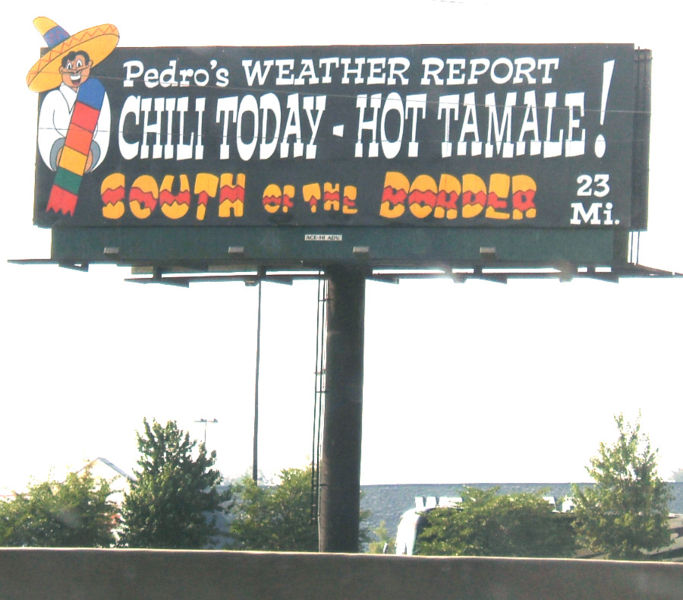 Pedro's WEATHER REPORT
CHILI TODAY - HOT TAMALE!
SOUTH OF THE BORDER
23
Mi.